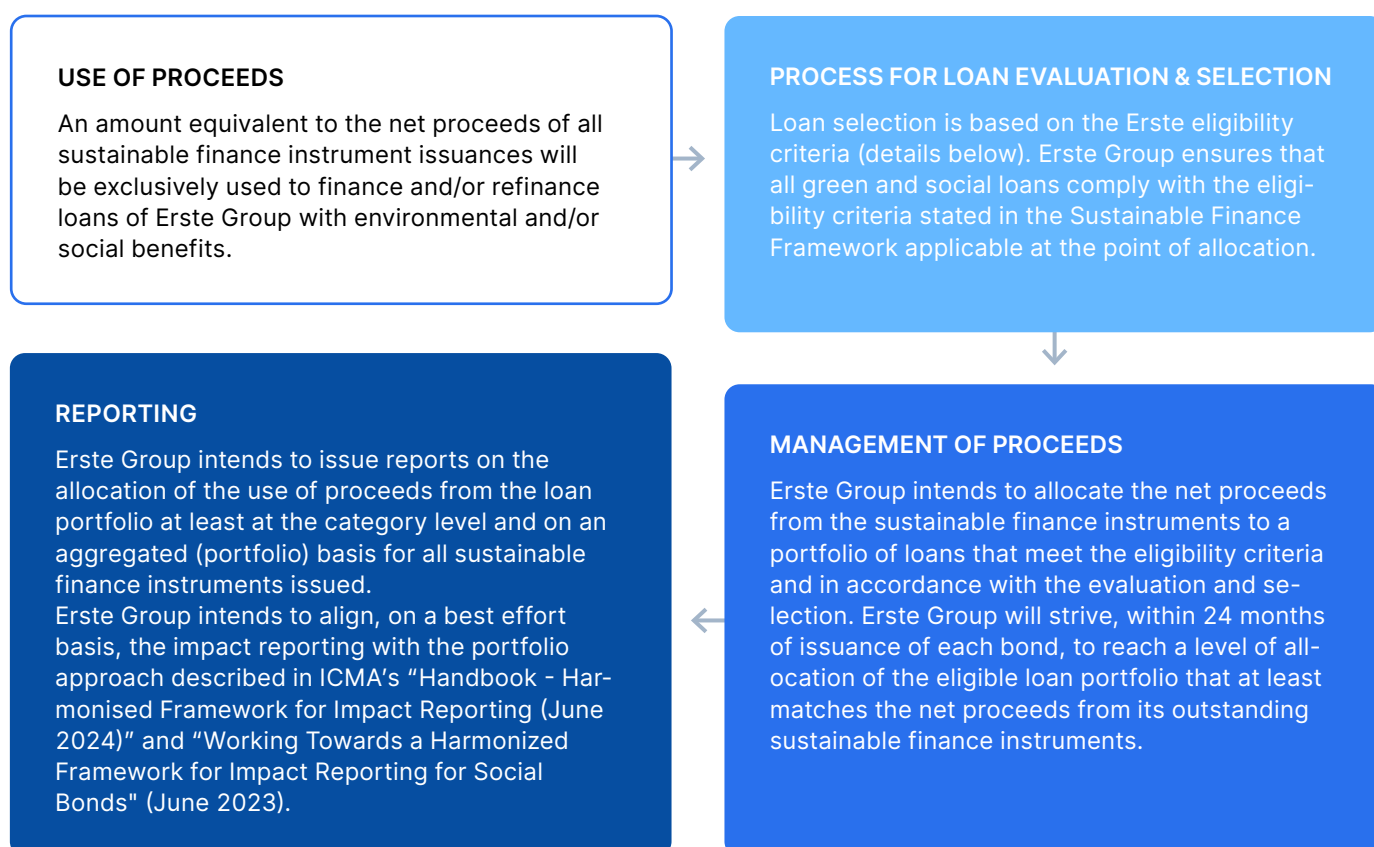 USE OF PROCEEDS
An amount equivalent to the net proceeds of all
sustainable finance instrument issuances will
be exclusively used to finance and/or refinance
loans of Erste Group with environmental and/or
social benefits.
PROCESS FOR LOAN EVALUATION & SELECTION
Loan selection is based on the Erste eligibility
criteria (details below). Erste Group ensures that
all green and social loans comply with the eligi-
bility criteria stated in the Sustainable Finance
Framework applicable at the point of allocation.
MANAGEMENT OF PROCEEDS
Erste Group intends to allocate the net proceeds
from the sustainable finance instruments to a
portfolio of loans that meet the eligibility criteria
and in accordance with the evaluation and se-
lection. Erste Group will strive, within 24 months
of issuance of each bond, to reach a level of all-
ocation of the eligible loan portfolio that at least
matches the net proceeds from its outstanding
sustainable finance instruments.
REPORTING
Erste Group intends to issue reports on the
allocation of the use of proceeds from the loan
portfolio at least at the category level and on an
aggregated (portfolio) basis for all sustainable
finance instruments issued.
Erste Group intends to align, on a best effort
basis, the impact reporting with the portfolio
approach described in ICMA’s “Handbook - Har-
monised Framework for Impact Reporting (June
2024)” and “Working Towards a Harmonized
Framework for Impact Reporting for Social
Bonds" (June 2023).